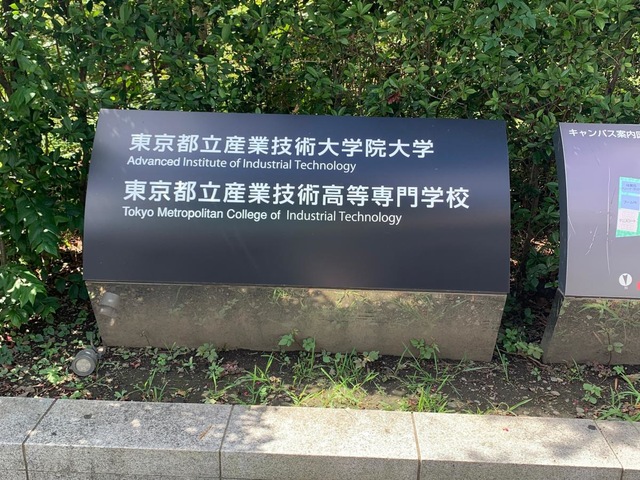 東京都立産業技術大学院大学
Advanced Institute of Industrial Technology
東京都立産業技術高等専門学校
Tokyo Metropolitan College of Industrial Technology
キャンパス案内図